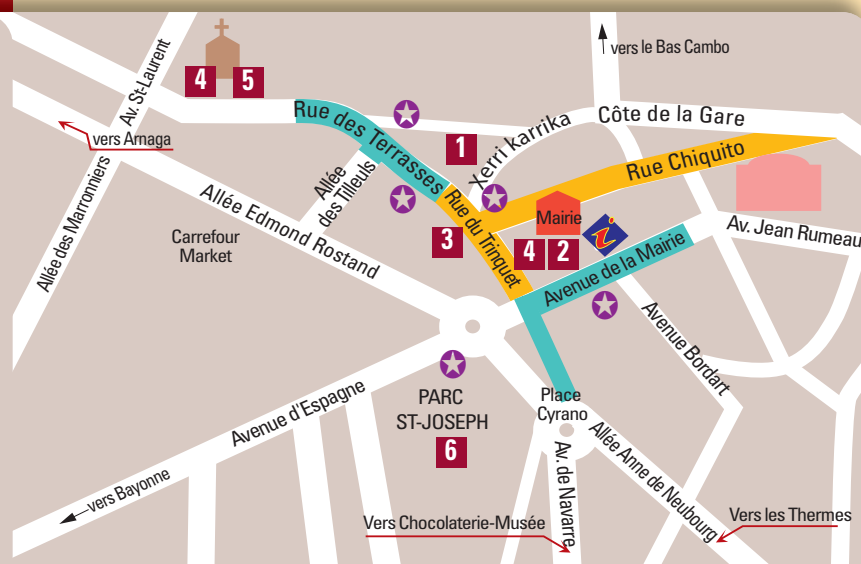 vers le Bas Cambo
Av. St-Laurent
4
5
Rue des Terrasses
Côte de la Gare
Xerri karrika
vers Arnaga
1
Rue Chiquito
Allée
des Tilleuls
Allée des Marronniers
Allée Edmond Rostand
Rue du Trinquet
Mairie
i
Av. Jean Rumeau
Carrefour
Market
3
4
2
Avenue de la Mairie
Avenue Bordart
Avenue d'Espagne
PARC
ST-JOSEPH
6
Place
Cyrano
Allée Anne de Neubourg
Av. de Navarre
vers Bayonne
Vers Chocolaterie-Musée
Vers les Thermes